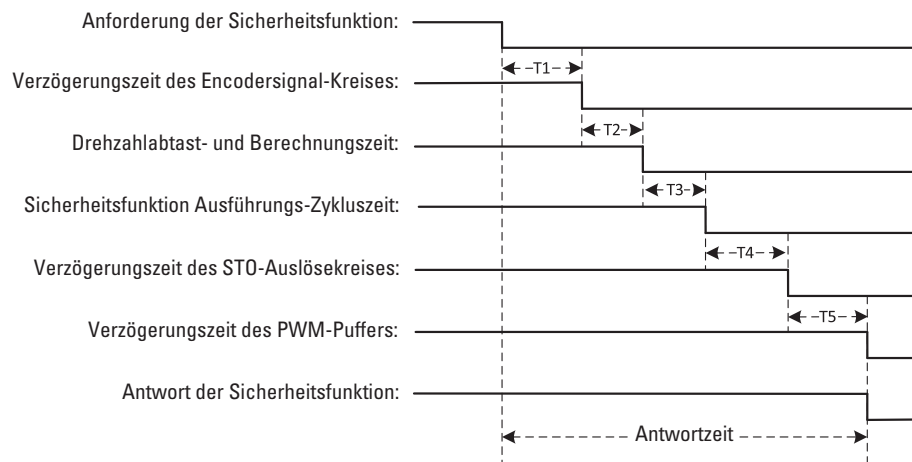 Anforderung der Sicherheitsfunktion:
T1
Verzögerungszeit des Encodersignal-Kreises:
T2
Drehzahlabtast- und Berechnungszeit:
T3
Sicherheitsfunktion Ausführungs-Zykluszeit:
T4
Verzögerungszeit des STO-Auslösekreises:
T5
Verzögerungszeit des PWM-Puffers:
Antwort der Sicherheitsfunktion:
Antwortzeit